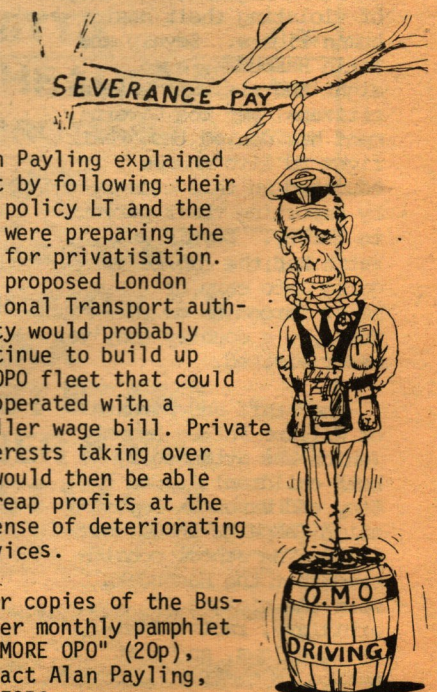 SEVERANCE PAY
Payling explained
by following their
policy LT and the
were preparing the
for privatisation.
proposed London
onal Transport auth-
ty would probably
tinue to build up
OPO fleet that could
operated with a
ller wage bill. Private
erests taking over
would then be able
reap profits at the
ense of deteriorating
vices.
r copies of the Bus-
er monthly pamphlet
MORE OPO" (20p),
act Alan Payling,
O.M.O
DRIVING